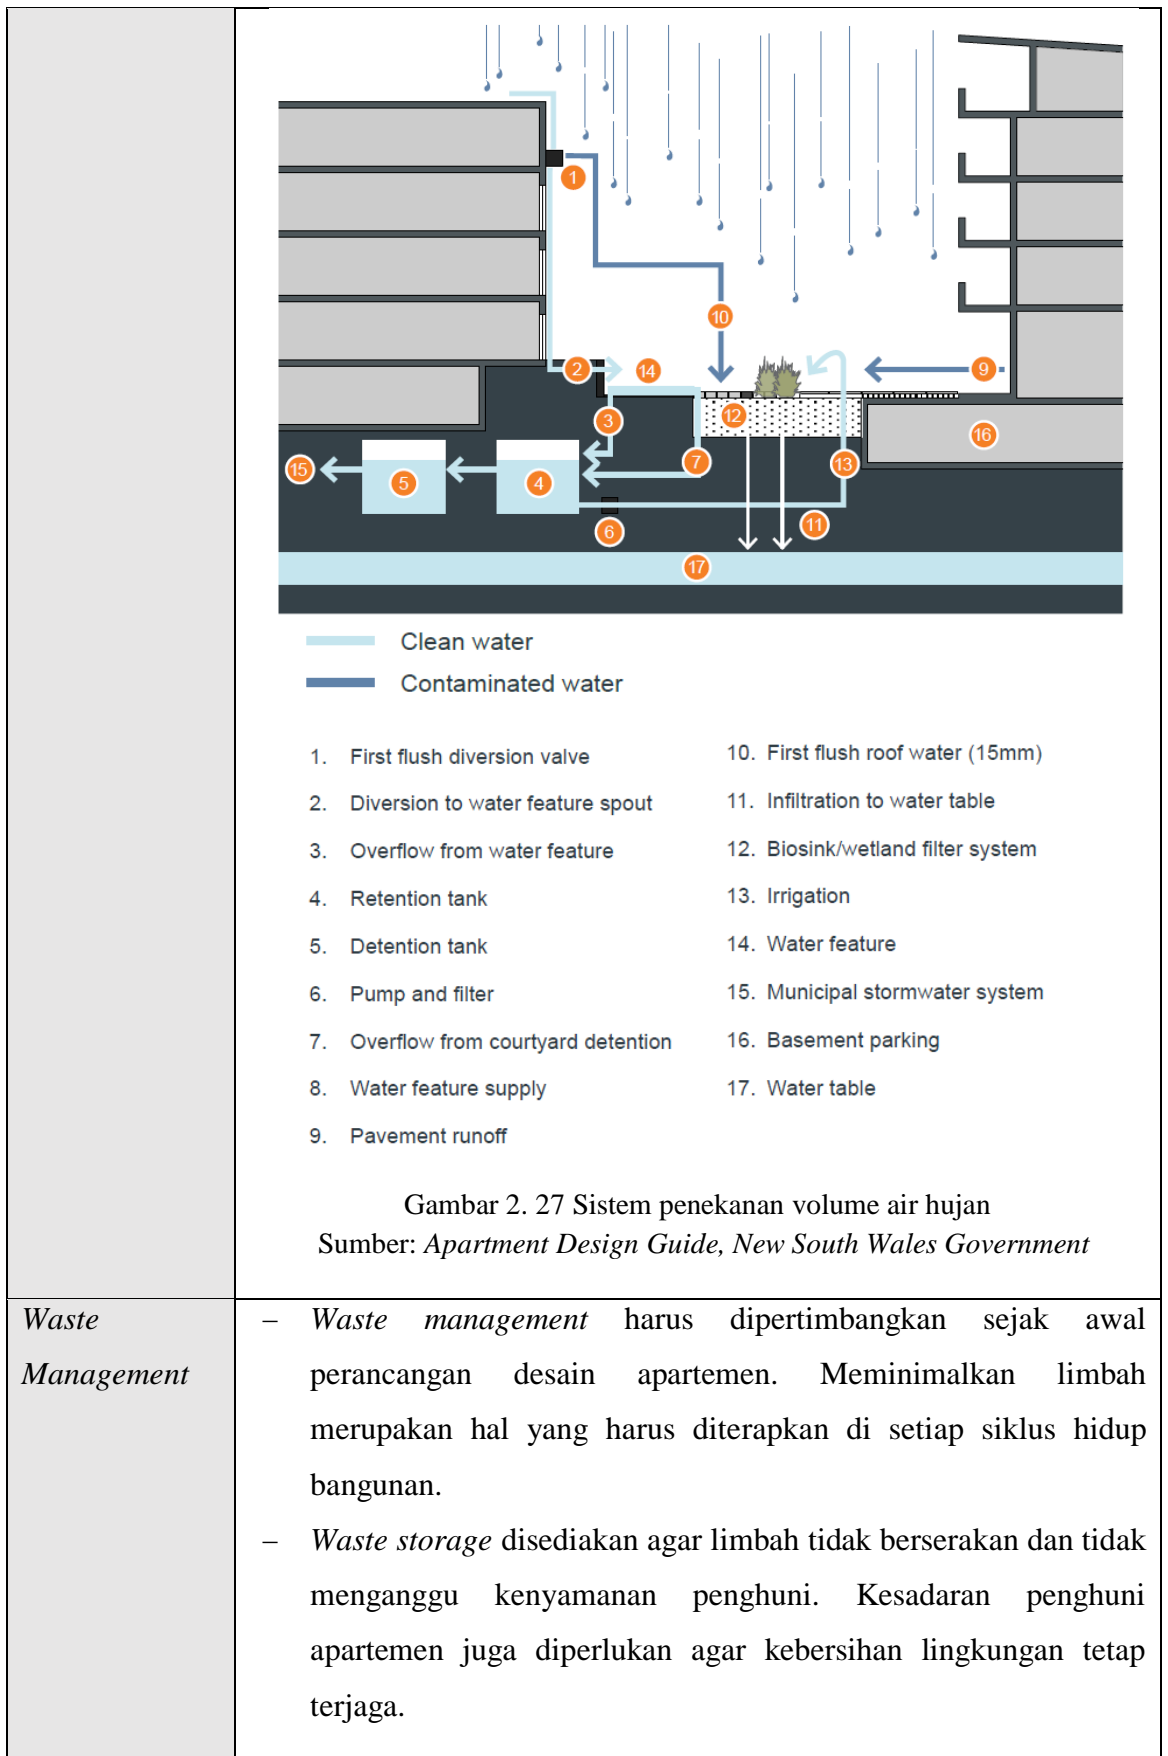 1
10
2
14
9
3
12
16
7
13
15
5
4
6
11
17
Clean water
Contaminated water
1. First flush diversion valve
2. Diversion to water feature spout
3. Overflow from water feature
4. Retention tank
5. Detention tank
6. Pump and filter
7. Overflow from courtyard detention
8. Water feature supply
9. Pavement runoff
10. First flush roof water (15mm)
11. Infiltration to water table
12. Biosink/wetland filter system
13. Irrigation
14. Water feature
15. Municipal stormwater system
16. Basement parking
17. Water table
Gambar 2. 27 Sistem penekanan volume air hujan
Sumber: Apartment Design Guide, New South Wales Government
Waste
Management
– Waste management harus dipertimbangkan sejak awal
perancangan desain apartemen. Meminimalkan limbah
merupakan hal yang harus diterapkan di setiap siklus hidup
bangunan.
– Waste storage disediakan agar limbah tidak berserakan dan tidak
menganggu kenyamanan penghuni. Kesadaran penghuni
apartemen juga diperlukan agar kebersihan lingkungan tetap
terjaga.